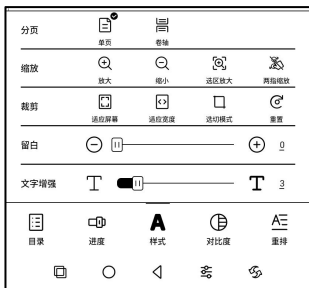 分页
单页 卷轴
缩放
放大 缩小 选区放大 两指缩放
裁剪
适应屏幕 适应宽度 选切模式 重置
留白 0
文字增强 T T 3
A A
目录 进度 样式 对比度 重排